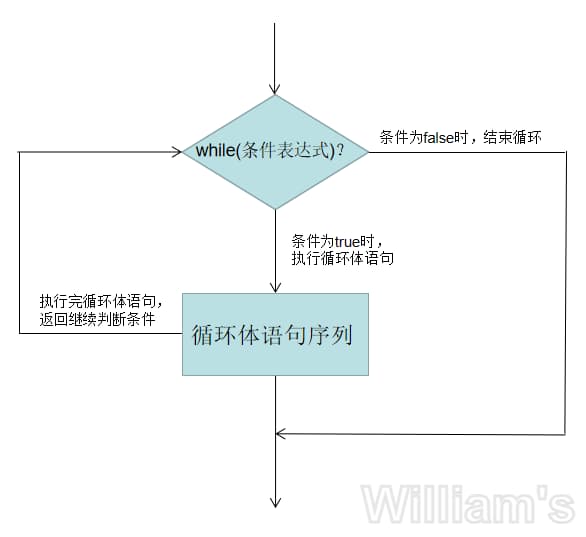 while(条件表达式)?
条件为false时，结束循环
条件为true时，
执行循环体语句
执行完循环体语句，
返回继续判断条件
循环体语句序列
William's